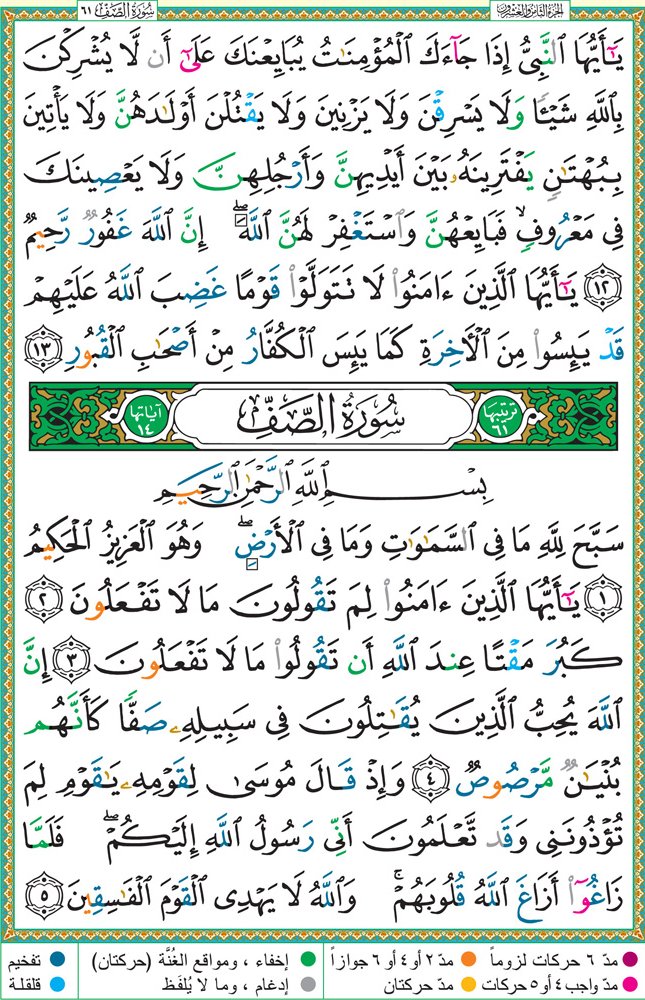 الجزء الثامن والعشرون
سُورَةُ الصَّفِّ ٦١
يَـٰٓأَيُّهَا ٱلنَّبِىُّ إِذَا جَآءَكَ ٱلْمُؤْمِنَـٰتُ يُبَايِعْنَكَ عَلَىٰٓ أَن لَّا يُشْرِكْنَ
بِٱللَّهِ شَيْـًٔا وَلَا يَسْرِقْنَ وَلَا يَزْنِينَ وَلَا يَقْتُلْنَ أَوْلَـٰدَهُنَّ وَلَا يَأْتِينَ
بِبُهْتَـٰنٍ يَفْتَرِينَهُۥ بَيْنَ أَيْدِيهِنَّ وَأَرْجُلِهِنَّ وَلَا يَعْصِينَكَ
فِى مَعْرُوفٍ ۙ فَبَايِعْهُنَّ وَٱسْتَغْفِرْ لَهُنَّ ٱللَّهَ ۖ إِنَّ ٱللَّهَ غَفُورٌ رَّحِيمٌ
١٢ يَـٰٓأَيُّهَا ٱلَّذِينَ ءَامَنُوا۟ لَا تَتَوَلَّوْا۟ قَوْمًا غَضِبَ ٱللَّهُ عَلَيْهِمْ
قَدْ يَئِسُوا۟ مِنَ ٱلْـَٔاخِرَةِ كَمَا يَئِسَ ٱلْكُفَّارُ مِنْ أَصْحَـٰبِ ٱلْقُبُورِ ١٣
ترتيبها ٦١
سُورَةُ الصَّفِّ
آياتها ١٤
بِسْمِ ٱللَّهِ ٱلرَّحْمَـٰنِ ٱلرَّحِيمِ
سَبَّحَ لِلَّهِ مَا فِى ٱلسَّمَـٰوَٰتِ وَمَا فِى ٱلْأَرْضِ ۖ وَهُوَ ٱلْعَزِيزُ ٱلْحَكِيمُ
١ يَـٰٓأَيُّهَا ٱلَّذِينَ ءَامَنُوا۟ لِمَ تَقُولُونَ مَا لَا تَفْعَلُونَ ٢
كَبُرَ مَقْتًا عِندَ ٱللَّهِ أَن تَقُولُوا۟ مَا لَا تَفْعَلُونَ ٣ إِنَّ
ٱللَّهَ يُحِبُّ ٱلَّذِينَ يُقَـٰتِلُونَ فِى سَبِيلِهِۦ صَفًّا كَأَنَّهُم
بُنْيَـٰنٌ مَّرْصُوصٌ ٤ وَإِذْ قَالَ مُوسَىٰ لِقَوْمِهِۦ يَـٰقَوْمِ لِمَ
تُؤْذُونَنِى وَقَد تَّعْلَمُونَ أَنِّى رَسُولُ ٱللَّهِ إِلَيْكُمْ ۖ فَلَمَّا
زَاغُوٓا۟ أَزَاغَ ٱللَّهُ قُلُوبَهُمْ ۚ وَٱللَّهُ لَا يَهْدِى ٱلْقَوْمَ ٱلْفَـٰسِقِينَ ٥
مدّ ٦ حركات لزوماً مدّ ٢ أو ٤ أو ٦ جوازاً إخفاء ، ومواقع الغُنَّة (حركتان) تفخيم
مدّ واجب ٤ أو ٥ حركات مدّ حركتان إدغام ، وما لا يُلفَظ قلقلة